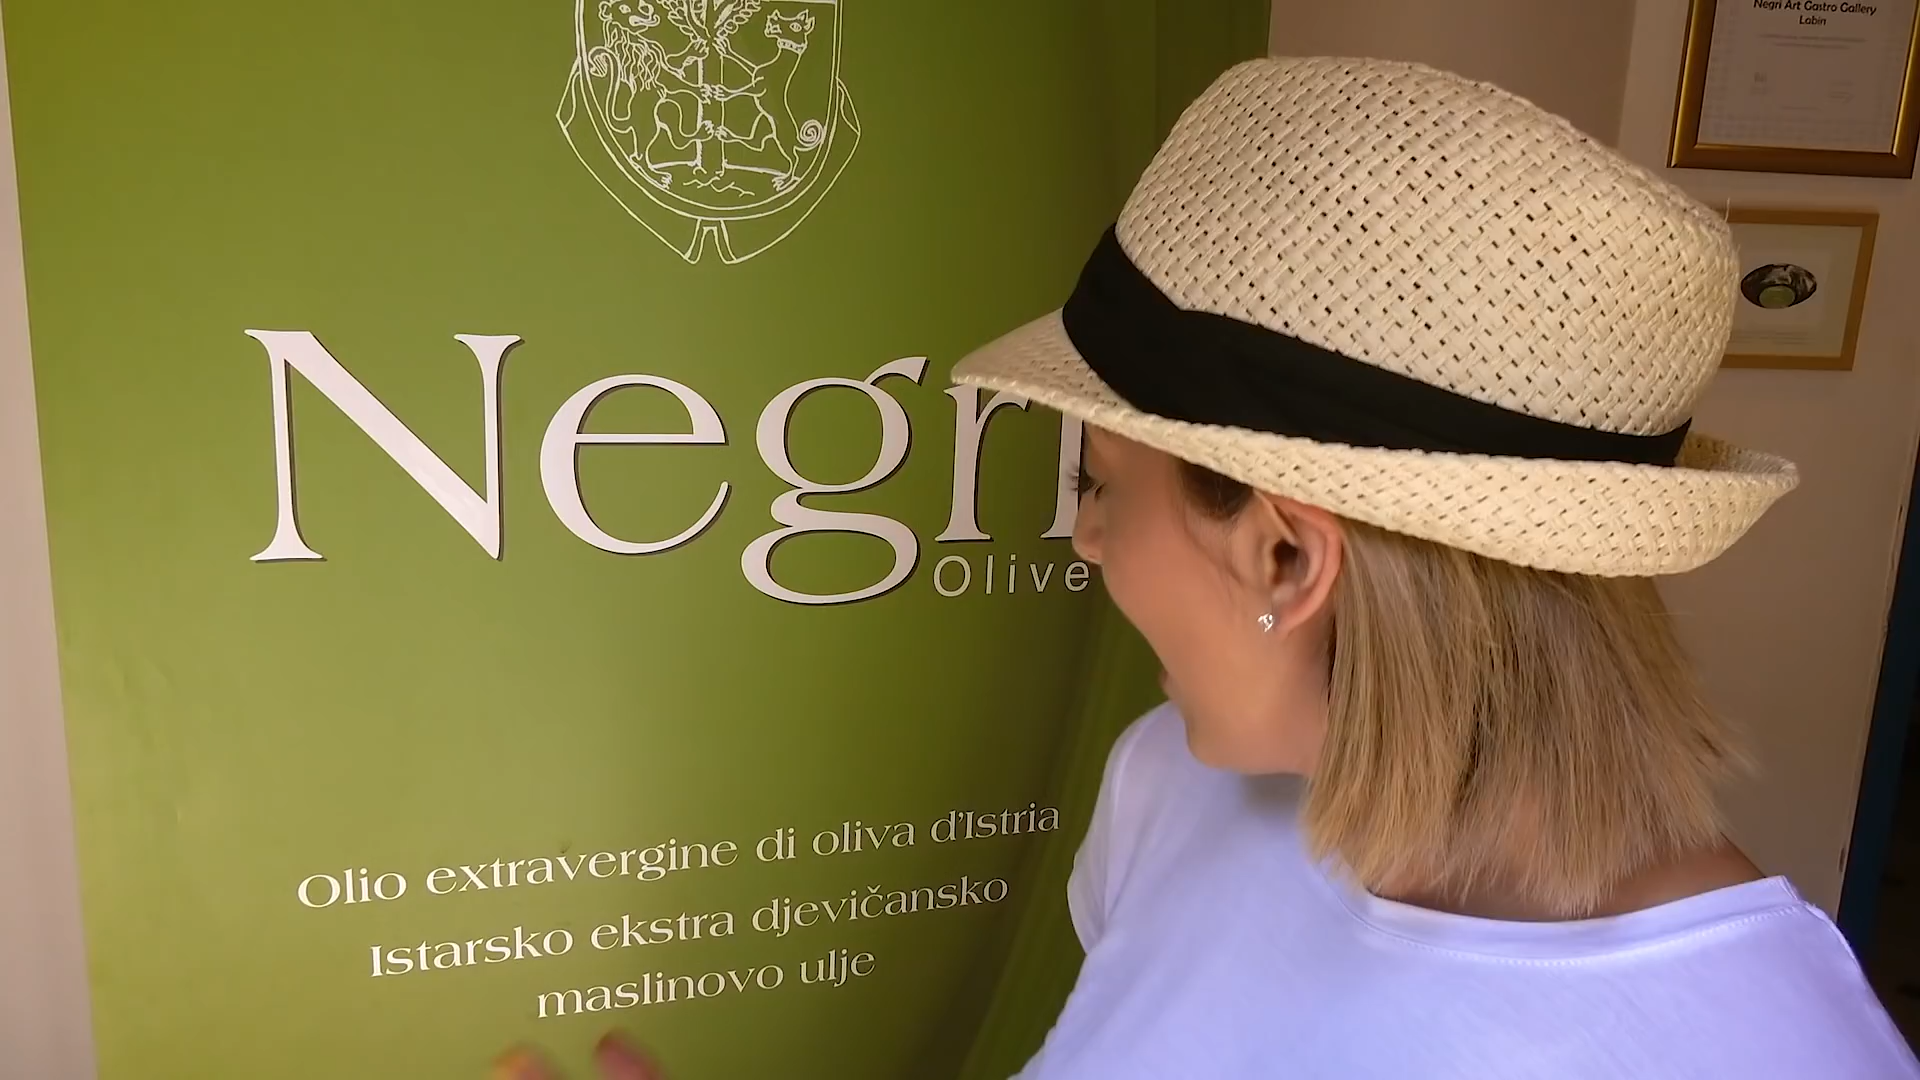 Negri Art Gastro Gallery
Labin
Negri
Olive
Olio extravergine di oliva d'Istria
Istarsko ekstra djevičansko
maslinovo ulje